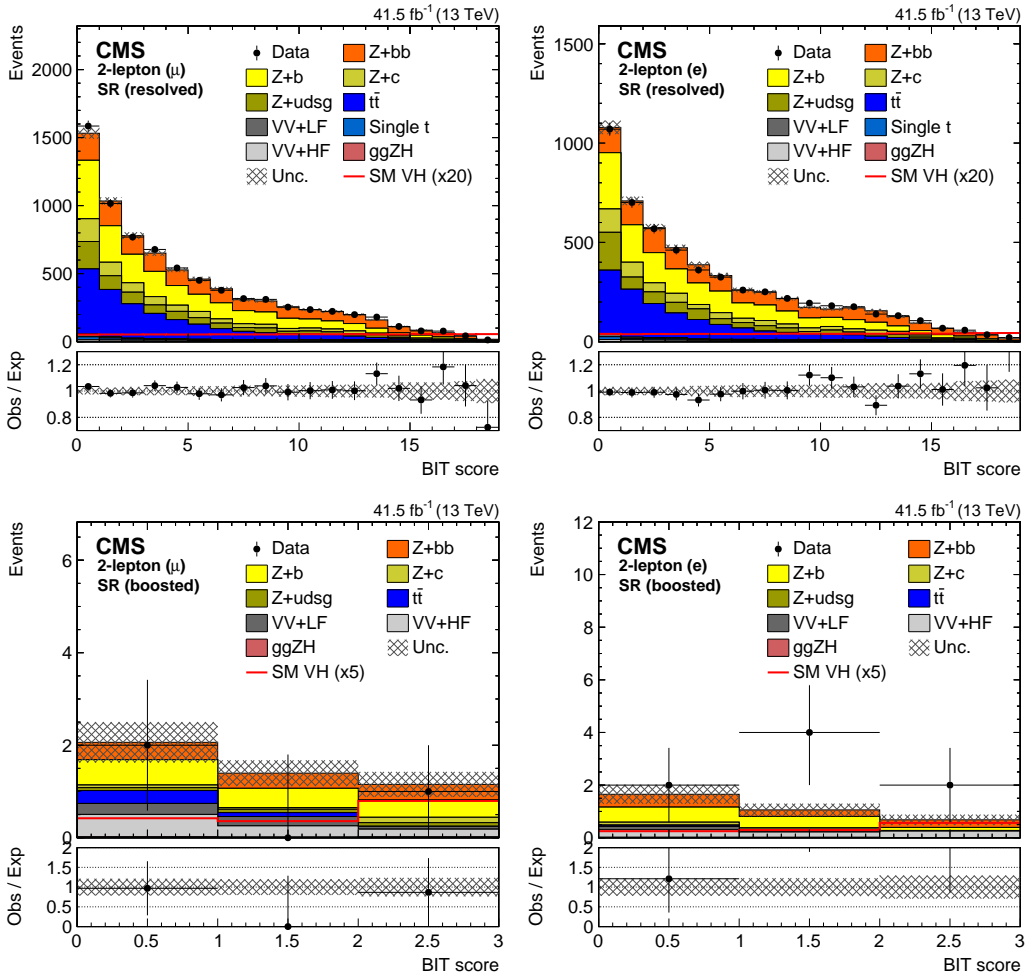 41.5 fb⁻¹ (13 TeV)
Events
CMS
2-lepton (μ)
SR (resolved)
Data
Z+bb
Z+b
Z+c
Z+udsg
tt̄
VV+LF
Single t
VV+HF
ggZH
Unc.
SM VH (x20)
2000
1500
1000
500
0
Obs / Exp
1.2
1
0.8
0 5 10 15
BIT score
41.5 fb⁻¹ (13 TeV)
Events
CMS
2-lepton (e)
SR (resolved)
Data
Z+bb
Z+b
Z+c
Z+udsg
tt̄
VV+LF
Single t
VV+HF
ggZH
Unc.
SM VH (x20)
1500
1000
500
0
Obs / Exp
1.2
1
0.8
0 5 10 15
BIT score
41.5 fb⁻¹ (13 TeV)
Events
CMS
2-lepton (μ)
SR (boosted)
Data
Z+bb
Z+b
Z+c
Z+udsg
tt̄
VV+LF
VV+HF
ggZH
Unc.
SM VH (x5)
6
4
2
0
Obs / Exp
2
1.5
1
0.5
0
0 0.5 1 1.5 2 2.5 3
BIT score
41.5 fb⁻¹ (13 TeV)
Events
CMS
2-lepton (e)
SR (boosted)
Data
Z+bb
Z+b
Z+c
Z+udsg
tt̄
VV+LF
VV+HF
ggZH
Unc.
SM VH (x5)
12
10
8
6
4
2
0
Obs / Exp
2
1.5
1
0.5
0
0 0.5 1 1.5 2 2.5 3
BIT score